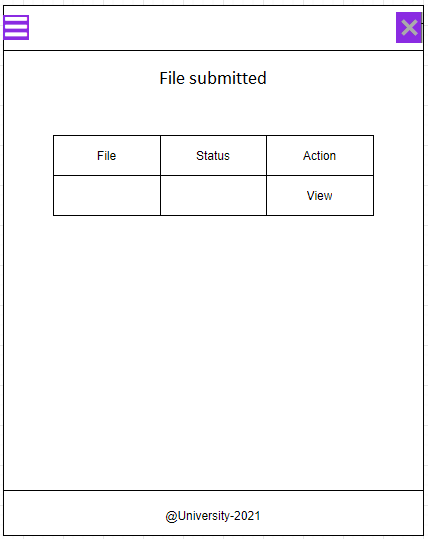 File submitted
File Status Action
View
@University-2021